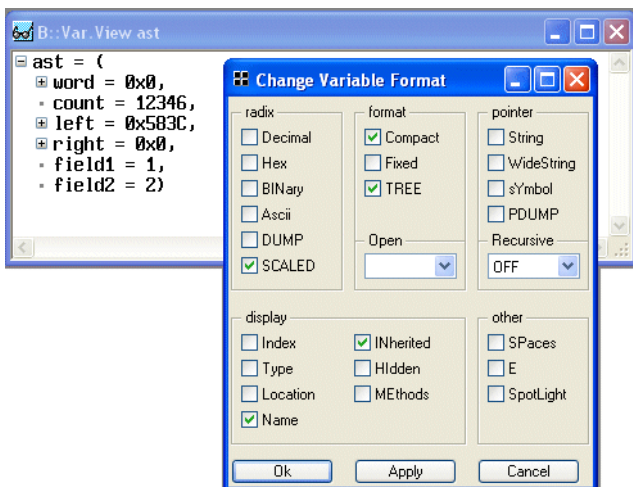 B::Var.View ast
ast = (
word = 0x0,
count = 12346,
left = 0x583C,
right = 0x0,
field1 = 1,
field2 = 2)
Change Variable Format
radix
Decimal
Hex
BINary
Ascii
DUMP
SCALED
format
Compact
Fixed
TREE
Open
pointer
String
WideString
sYmbol
PDUMP
Recursive
OFF
display
Index
Type
Location
Name
INherited
HIdden
MEthods
other
SPaces
E
SpotLight
Ok
Apply
Cancel